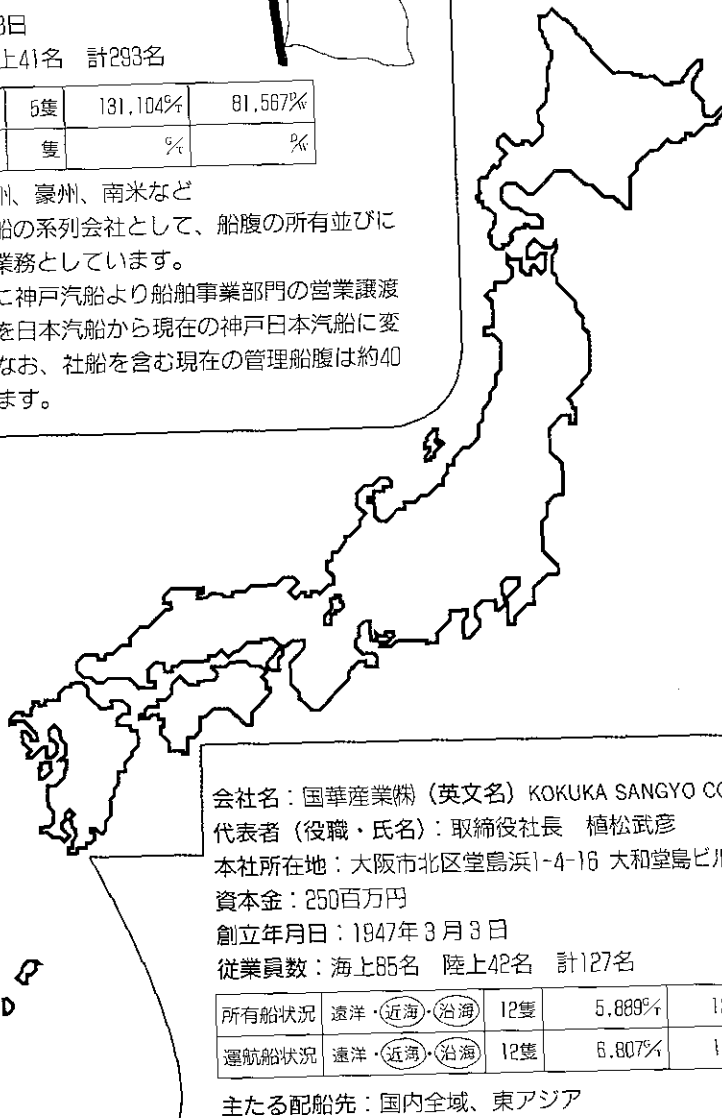 日
上41名 計293名
5隻 131,104G/T 81,567D/W
隻 G/T D/W
州、豪州、南米など
船の系列会社として、船腹の所有並びに
業務としています。
に神戸汽船より船舶事業部門の営業譲渡
を日本汽船から現在の神戸日本汽船に変
なお、社船を含む現在の管理船腹は約40
ます。
会社名：国華産業㈱（英文名）KOKUKA SANGYO CO
代表者（役職・氏名）：取締役社長 植松武彦
本社所在地：大阪市北区堂島浜1-4-16 大和堂島ビル
資本金：250百万円
創立年月日：1947年3月3日
従業員数：海上85名 陸上42名 計127名
所有船状況 遠洋・近海・沿海 12隻 5,889G/T 1
運航船状況 遠洋・近海・沿海 12隻 6,807G/T 1
主たる配船先：国内全域、東アジア